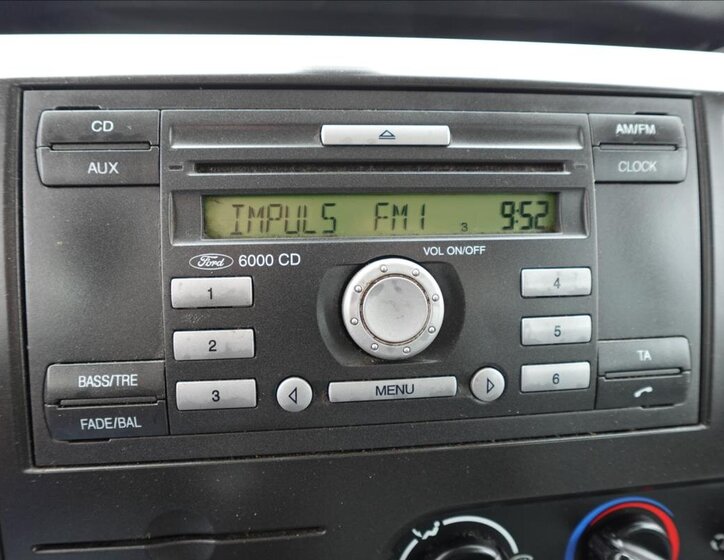 CD
AUX
AM/FM
CLOCK
IMPULS FM1 3 9:52
Ford 6000 CD
VOL ON/OFF
1
2
3
4
5
6
MENU
BASS/TRE
FADE/BAL
TA